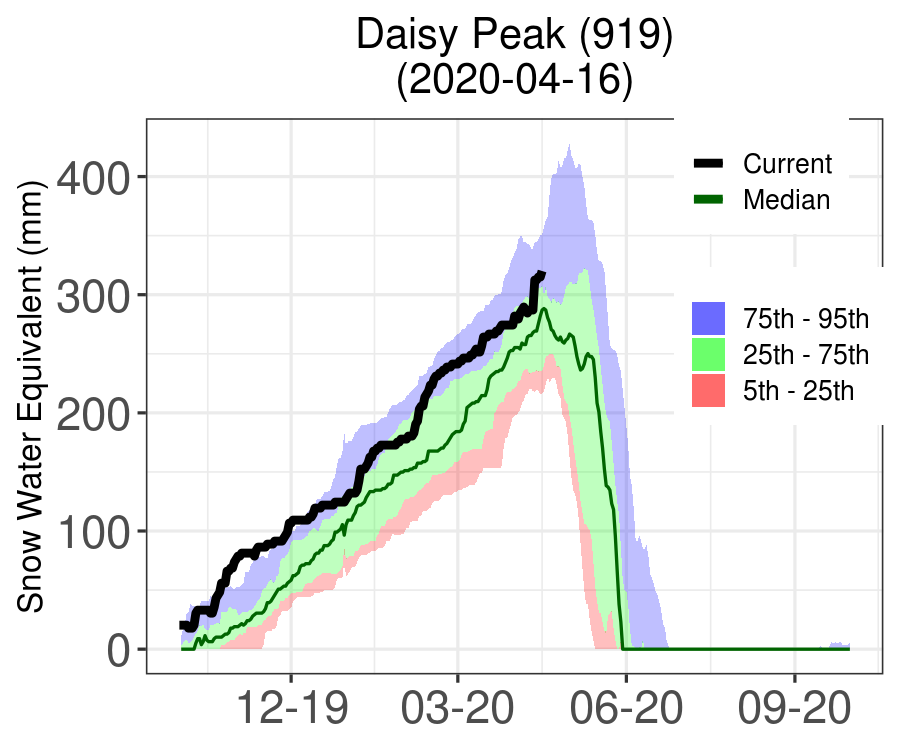 Daisy Peak (919)
(2020-04-16)
Snow Water Equivalent (mm)
400
300
200
100
0
12-19
03-20
06-20
09-20
Current
Median
75th - 95th
25th - 75th
5th - 25th